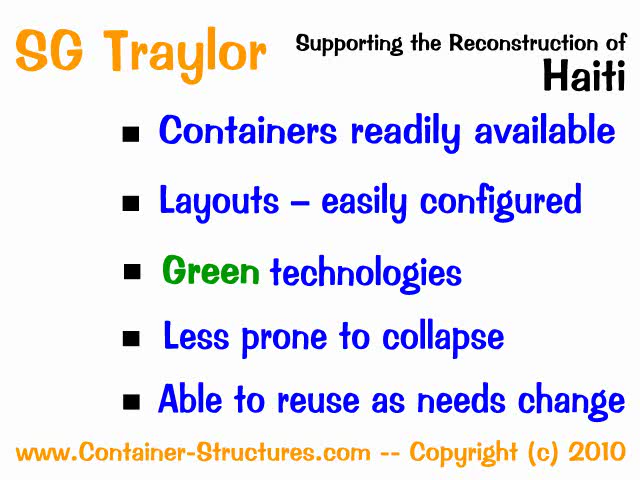 SG Traylor
Supporting the Reconstruction of
Haiti
■ Containers readily available
■ Layouts – easily configured
■ Green technologies
■ Less prone to collapse
■ Able to reuse as needs change
www.Container-Structures.com -- Copyright (c) 2010